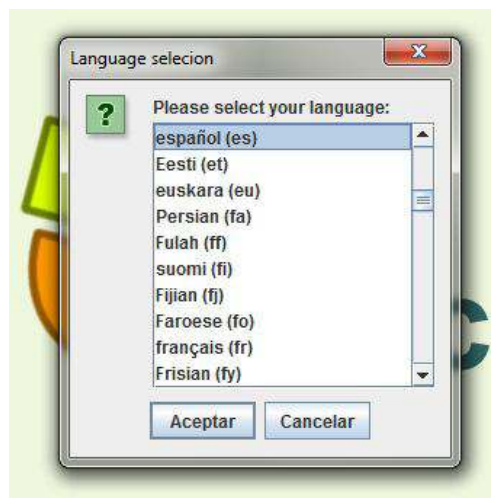 Language selecion
Please select your language:
español (es)
Eesti (et)
euskara (eu)
Persian (fa)
Fulah (ff)
suomi (fi)
Fijian (fj)
Faroese (fo)
français (fr)
Frisian (fy)
Aceptar Cancelar